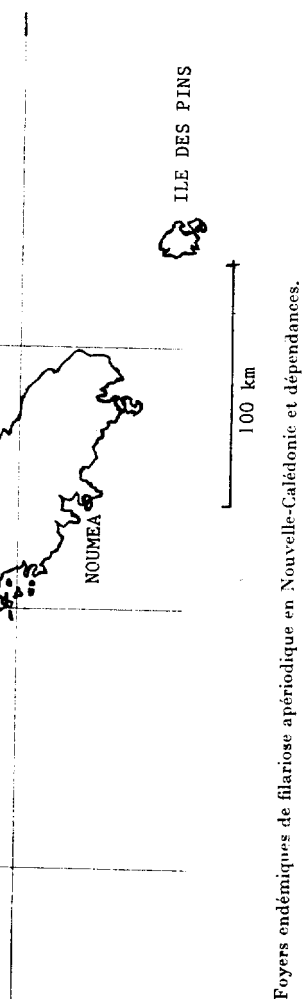 ILE DES PINS
NOUMEA
100 km
Foyers endémiques de filariose apériodique en Nouvelle-Calédonie et dépendances.